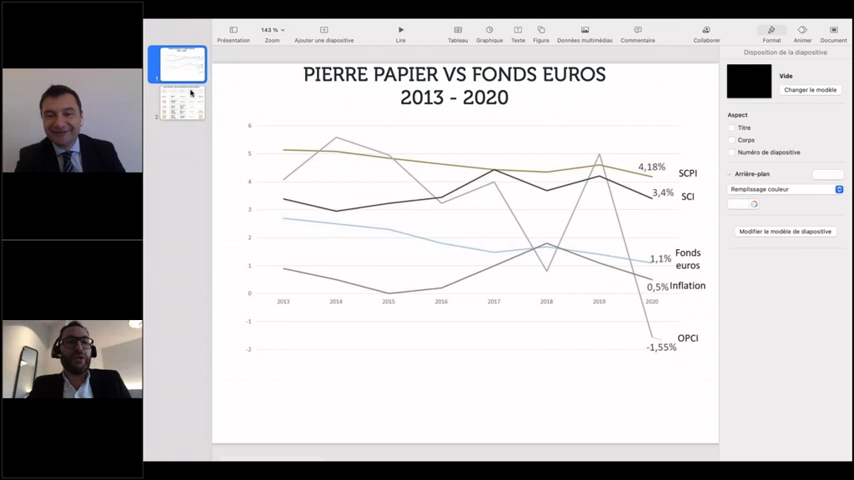 143 %
Présentation
Zoom
Ajouter une diapositive
Lire
Tableau
Graphique
Texte
Figure
Données multimédias
Commentaire
Collaborer
Format
Animer
Document
Disposition de la diapositive
Vide
Changer le modèle
Aspect
Titre
Corps
Numéro de diapositive
Arrière-plan
Remplissage couleur
Modifier le modèle de diapositive
1
2
PIERRE PAPIER VS FONDS EUROS
2013 - 2020
6
5
4
3
2
1
0
-1
-2
2013
2014
2015
2016
2017
2018
2019
2020
4,18%
SCPI
3,4%
SCI
1,1%
Fonds
euros
0,5%
Inflation
OPCI
-1,55%